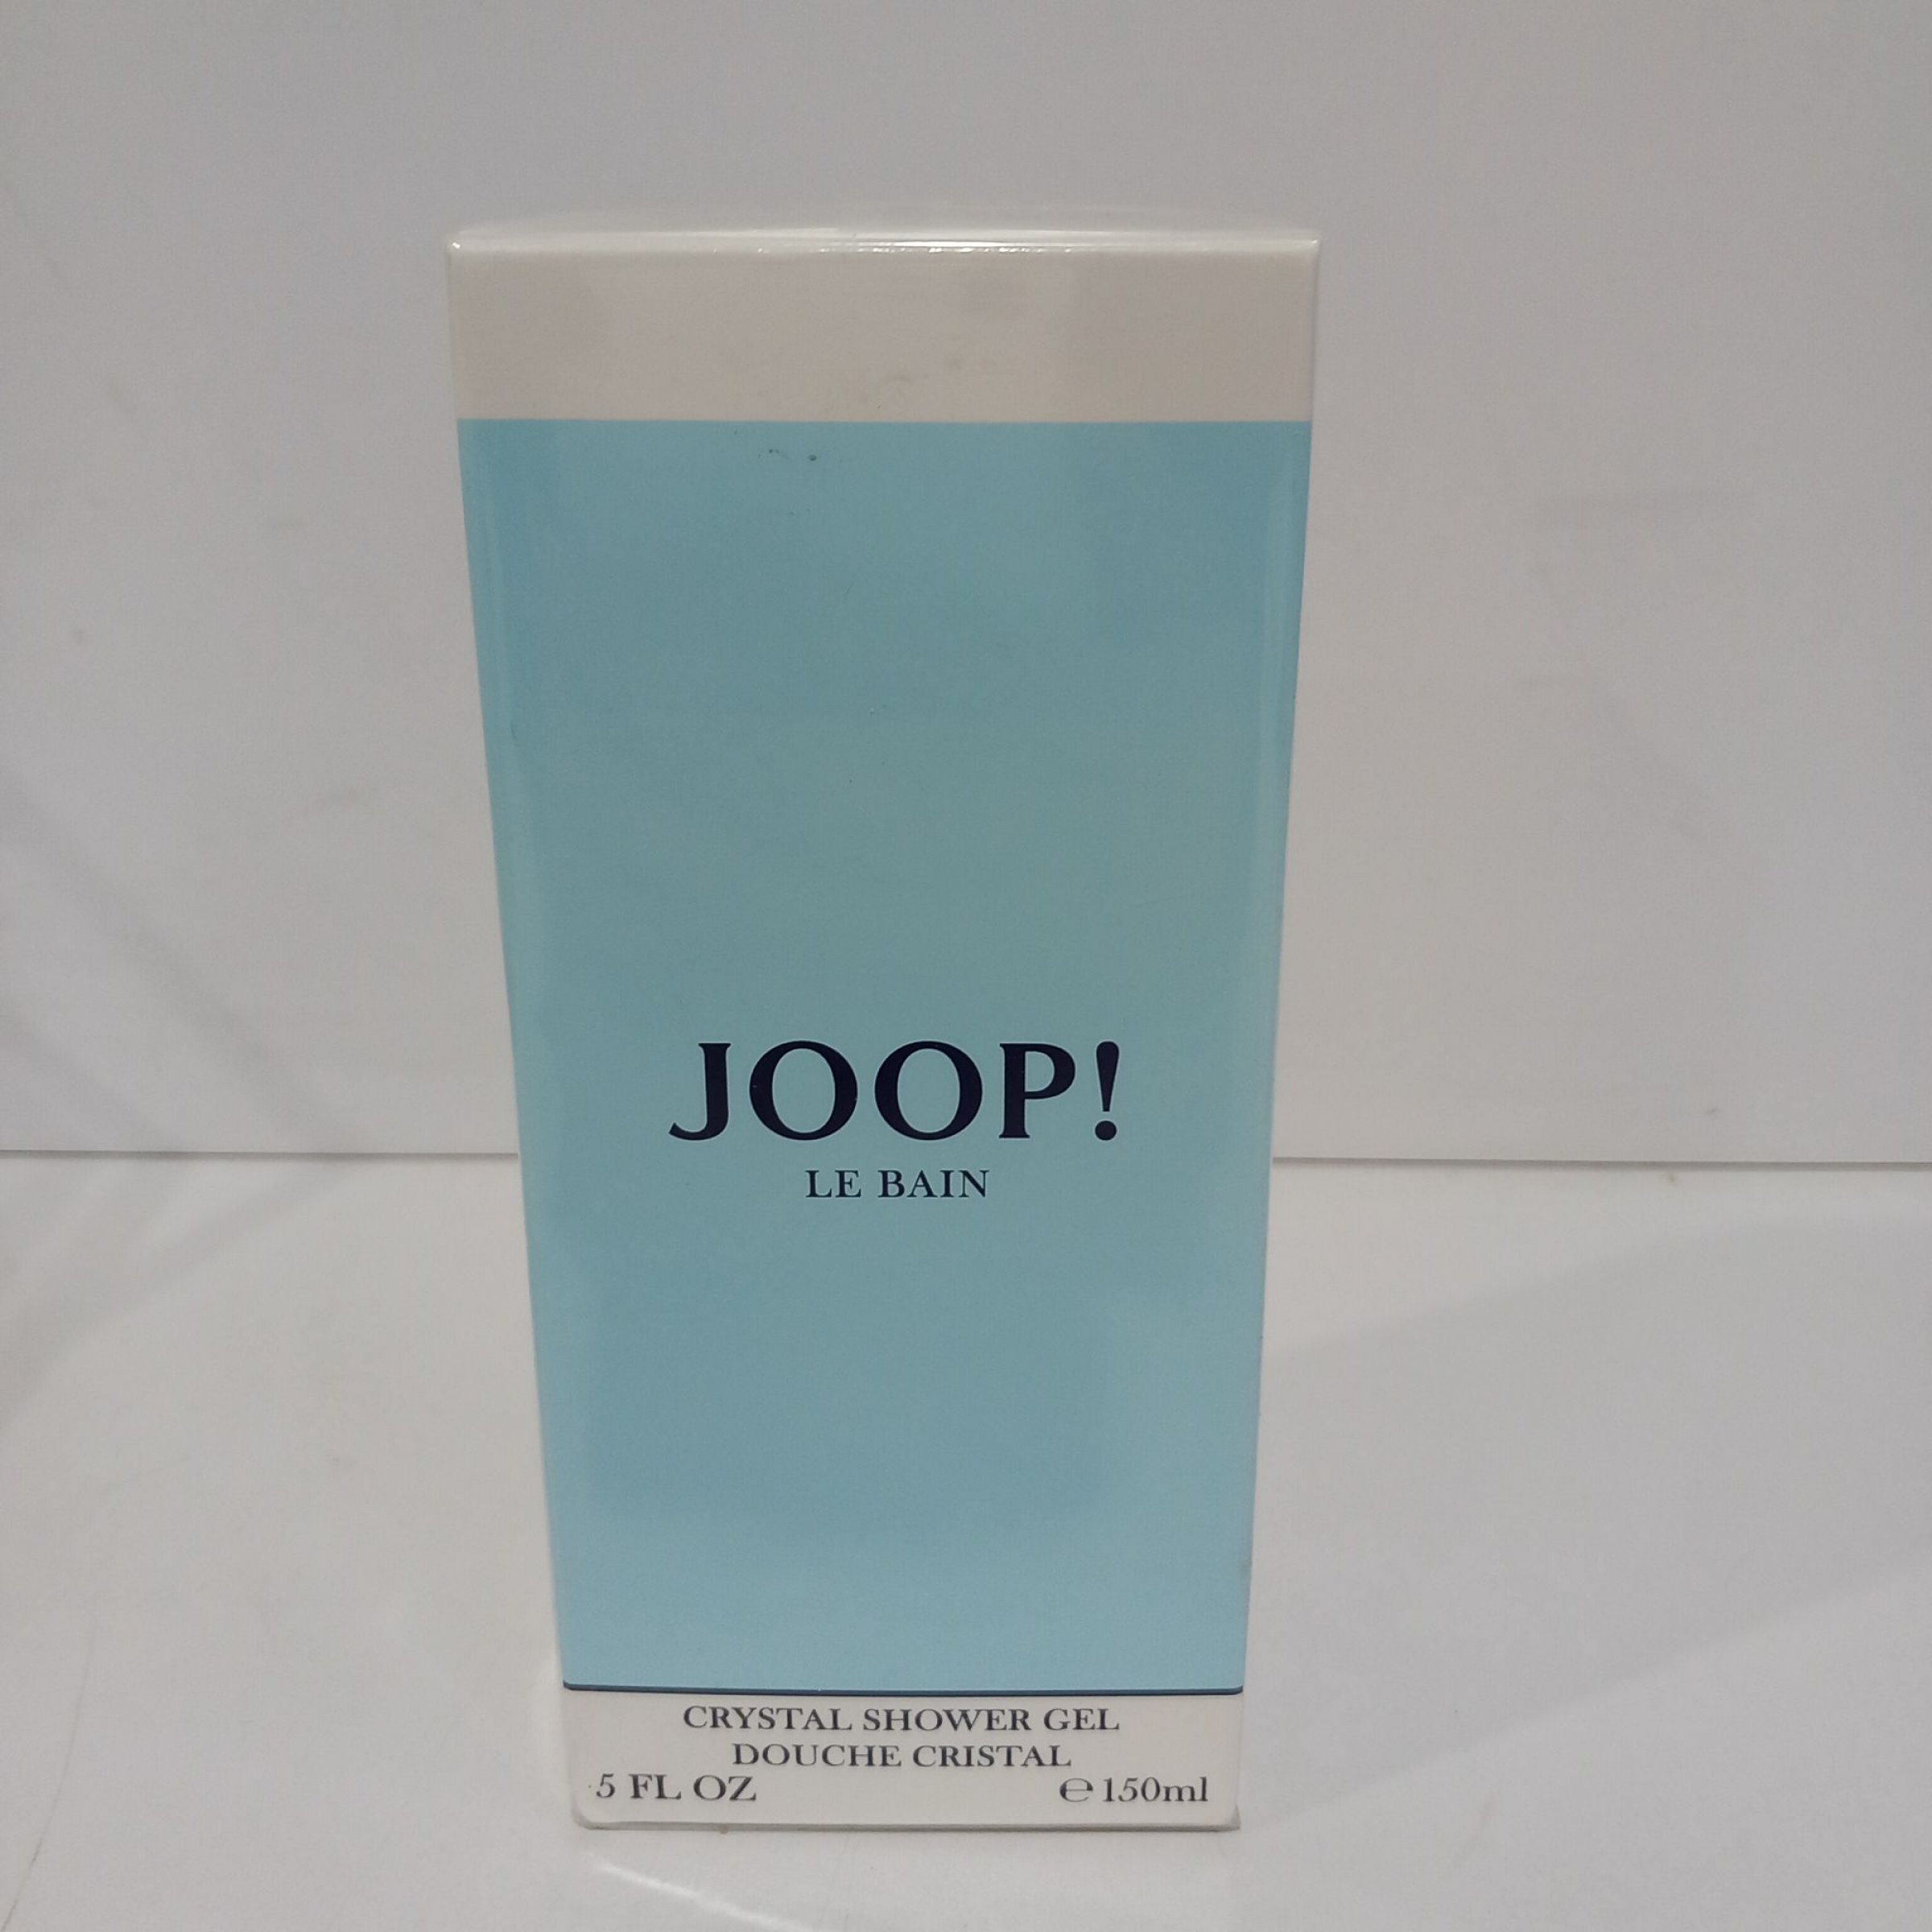 JOOP!
LE BAIN
CRYSTAL SHOWER GEL
DOUCHE CRISTAL
5 FL OZ ℮150ml